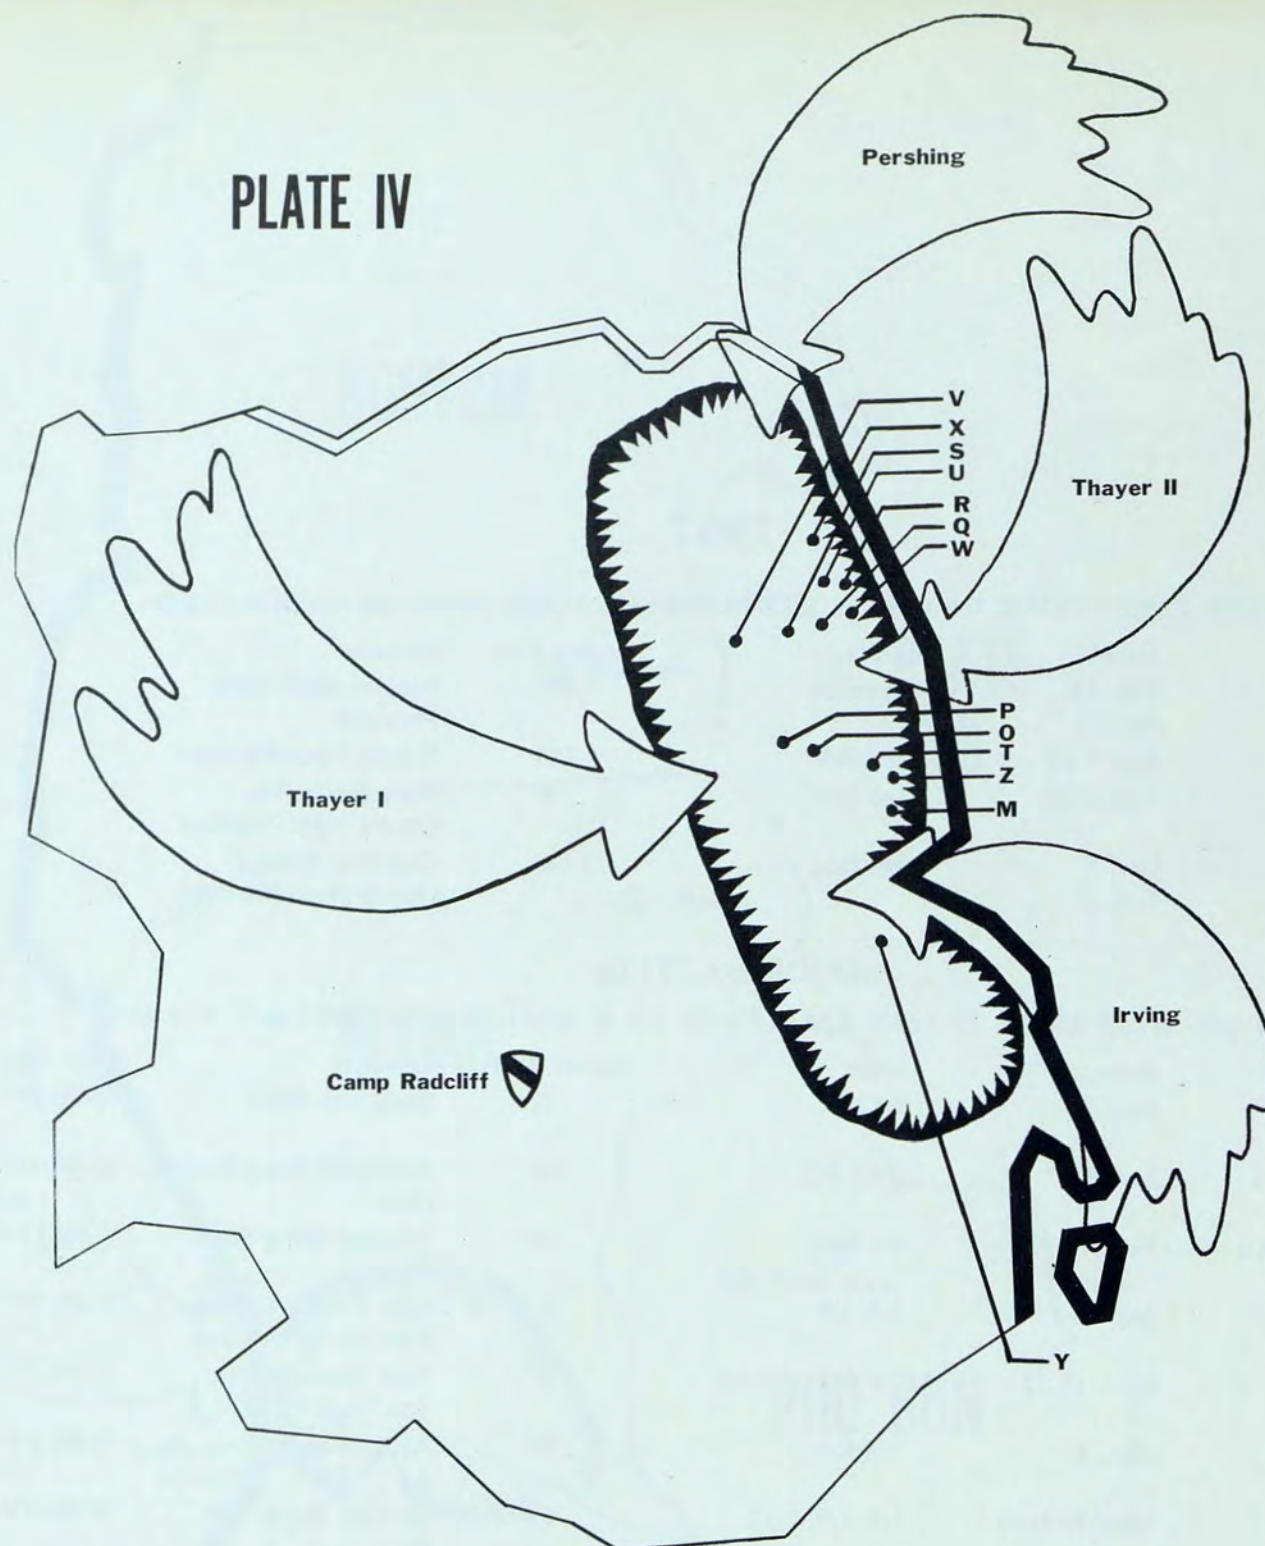 Pershing
PLATE IV
V
X
S
U
Thayer II
R
Q
W
P
O
T
Z
Thayer I
M
Irving
Camp Radcliff
Y